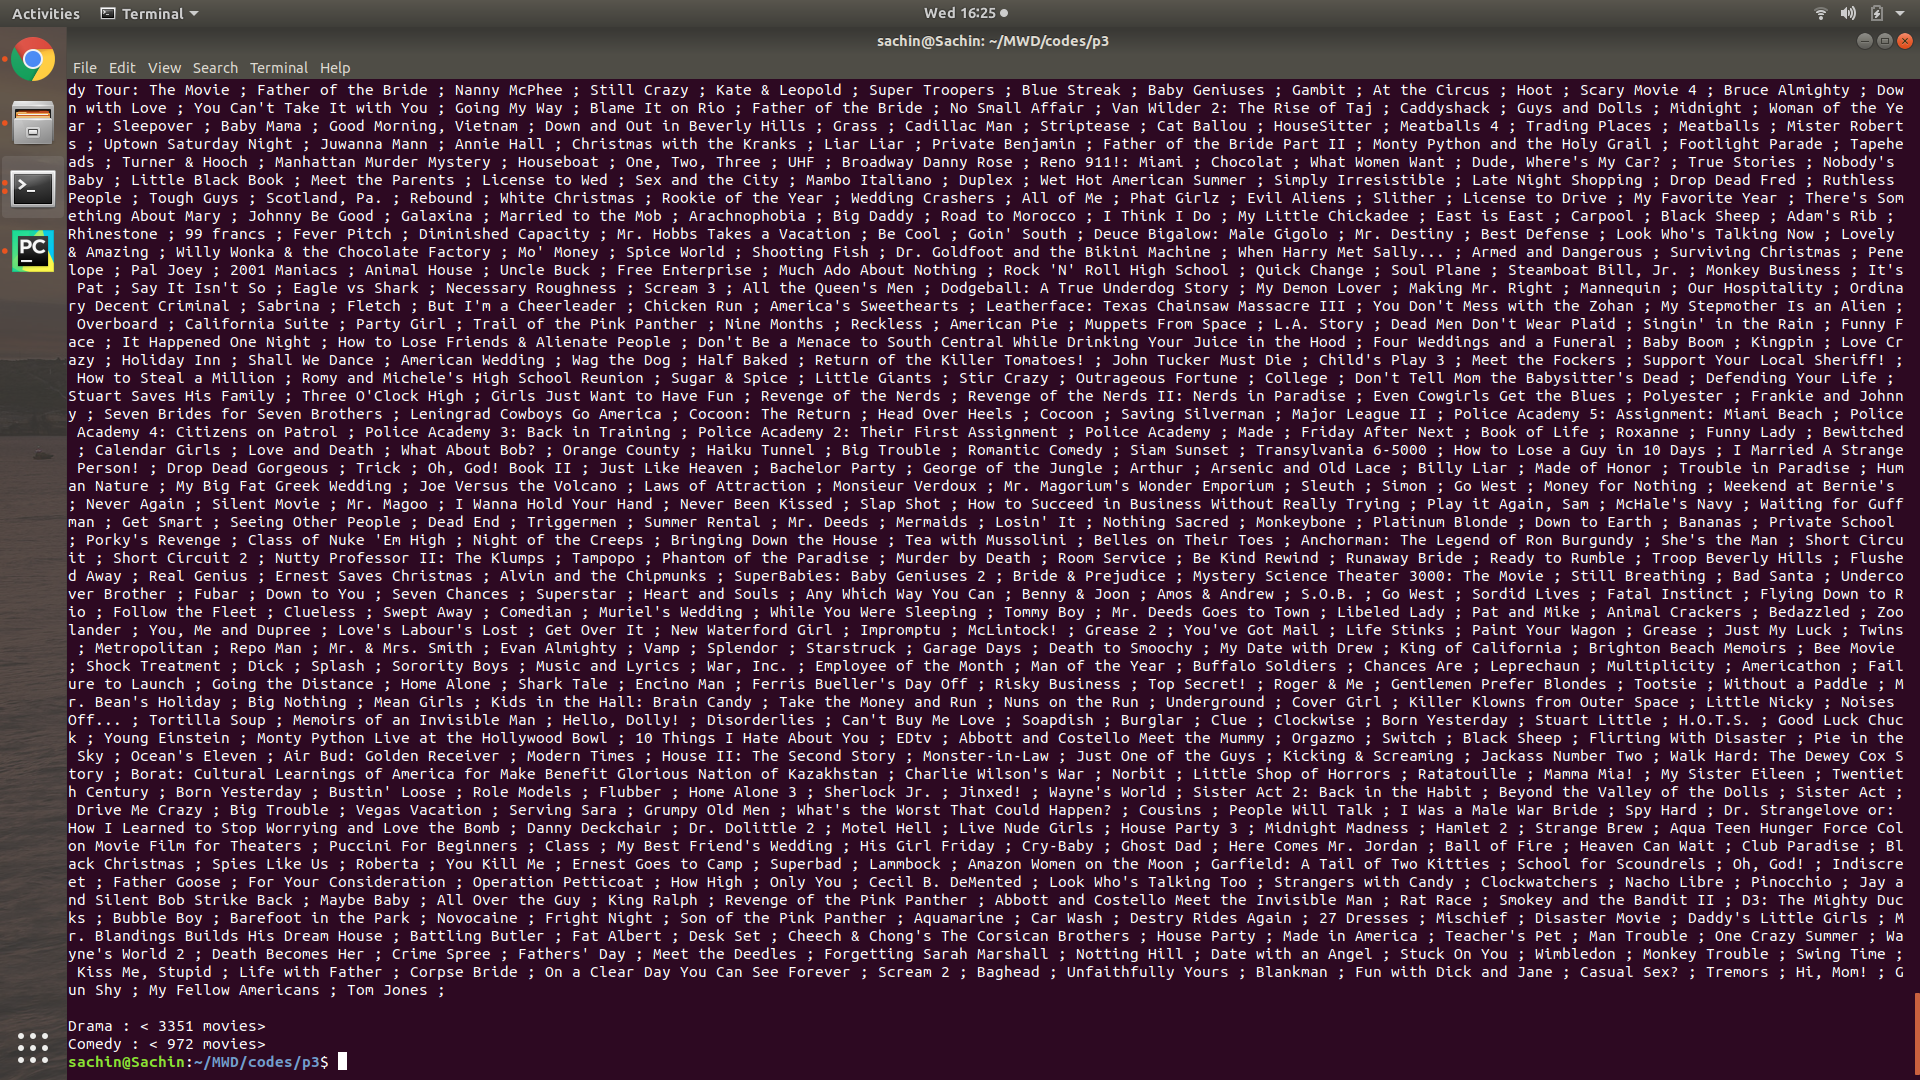 Activities
Terminal
Wed 16:25
sachin@Sachin: ~/MWD/codes/p3
File Edit View Search Terminal Help
dy Tour: The Movie ; Father of the Bride ; Nanny McPhee ; Still Crazy ; Kate & Leopold ; Super Troopers ; Blue Streak ; Baby Geniuses ; Gambit ; At the Circus ; Hoot ; Scary Movie 4 ; Bruce Almighty ; Dow
n with Love ; You Can't Take It with You ; Going My Way ; Blame It on Rio ; Father of the Bride ; No Small Affair ; Van Wilder 2: The Rise of Taj ; Caddyshack ; Guys and Dolls ; Midnight ; Woman of the Ye
ar ; Sleepover ; Baby Mama ; Good Morning, Vietnam ; Down and Out in Beverly Hills ; Grass ; Cadillac Man ; Striptease ; Cat Ballou ; HouseSitter ; Meatballs 4 ; Trading Places ; Meatballs ; Mister Robert
s ; Uptown Saturday Night ; Juwanna Mann ; Annie Hall ; Christmas with the Kranks ; Liar Liar ; Private Benjamin ; Father of the Bride Part II ; Monty Python and the Holy Grail ; Footlight Parade ; Tapehe
ads ; Turner & Hooch ; Manhattan Murder Mystery ; Houseboat ; One, Two, Three ; UHF ; Broadway Danny Rose ; Reno 911!: Miami ; Chocolat ; What Women Want ; Dude, Where's My Car? ; True Stories ; Nobody's
Baby ; Little Black Book ; Meet the Parents ; License to Wed ; Sex and the City ; Mambo Italiano ; Duplex ; Wet Hot American Summer ; Simply Irresistible ; Late Night Shopping ; Drop Dead Fred ; Ruthless
People ; Tough Guys ; Scotland, Pa. ; Rebound ; White Christmas ; Rookie of the Year ; Wedding Crashers ; All of Me ; Phat Girlz ; Evil Aliens ; Slither ; License to Drive ; My Favorite Year ; There's Som
ething About Mary ; Johnny Be Good ; Galaxina ; Married to the Mob ; Arachnophobia ; Big Daddy ; Road to Morocco ; I Think I Do ; My Little Chickadee ; East is East ; Carpool ; Black Sheep ; Adam's Rib ;
Rhinestone ; 99 francs ; Fever Pitch ; Diminished Capacity ; Mr. Hobbs Takes a Vacation ; Be Cool ; Goin' South ; Deuce Bigalow: Male Gigolo ; Mr. Destiny ; Best Defense ; Look Who's Talking Now ; Lovely
& Amazing ; Willy Wonka & the Chocolate Factory ; Mo' Money ; Spice World ; Shooting Fish ; Dr. Goldfoot and the Bikini Machine ; When Harry Met Sally... ; Armed and Dangerous ; Surviving Christmas ; Pene
lope ; Pal Joey ; 2001 Maniacs ; Animal House ; Uncle Buck ; Free Enterprise ; Much Ado About Nothing ; Rock 'N' Roll High School ; Quick Change ; Soul Plane ; Steamboat Bill, Jr. ; Monkey Business ; It's
Pat ; Say It Isn't So ; Eagle vs Shark ; Necessary Roughness ; Scream 3 ; All the Queen's Men ; Dodgeball: A True Underdog Story ; My Demon Lover ; Making Mr. Right ; Mannequin ; Our Hospitality ; Ordina
ry Decent Criminal ; Sabrina ; Fletch ; But I'm a Cheerleader ; Chicken Run ; America's Sweethearts ; Leatherface: Texas Chainsaw Massacre III ; You Don't Mess with the Zohan ; My Stepmother Is an Alien ;
Overboard ; California Suite ; Party Girl ; Trail of the Pink Panther ; Nine Months ; Reckless ; American Pie ; Muppets From Space ; L.A. Story ; Dead Men Don't Wear Plaid ; Singin' in the Rain ; Funny F
ace ; It Happened One Night ; How to Lose Friends & Alienate People ; Don't Be a Menace to South Central While Drinking Your Juice in the Hood ; Four Weddings and a Funeral ; Baby Boom ; Kingpin ; Love Cr
azy ; Holiday Inn ; Shall We Dance ; American Wedding ; Wag the Dog ; Half Baked ; Return of the Killer Tomatoes! ; John Tucker Must Die ; Child's Play 3 ; Meet the Fockers ; Support Your Local Sheriff! ;
How to Steal a Million ; Romy and Michele's High School Reunion ; Sugar & Spice ; Little Giants ; Stir Crazy ; Outrageous Fortune ; College ; Don't Tell Mom the Babysitter's Dead ; Defending Your Life ;
Stuart Saves His Family ; Three O'Clock High ; Girls Just Want to Have Fun ; Revenge of the Nerds ; Revenge of the Nerds II: Nerds in Paradise ; Even Cowgirls Get the Blues ; Polyester ; Frankie and Johnn
y ; Seven Brides for Seven Brothers ; Leningrad Cowboys Go America ; Cocoon: The Return ; Head Over Heels ; Cocoon ; Saving Silverman ; Major League II ; Police Academy 5: Assignment: Miami Beach ; Police
Academy 4: Citizens on Patrol ; Police Academy 3: Back in Training ; Police Academy 2: Their First Assignment ; Police Academy ; Made ; Friday After Next ; Book of Life ; Roxanne ; Funny Lady ; Bewitched
; Calendar Girls ; Love and Death ; What About Bob? ; Orange County ; Haiku Tunnel ; Big Trouble ; Romantic Comedy ; Siam Sunset ; Transylvania 6-5000 ; How to Lose a Guy in 10 Days ; I Married A Strange
Person! ; Drop Dead Gorgeous ; Trick ; Oh, God! Book II ; Just Like Heaven ; Bachelor Party ; George of the Jungle ; Arthur ; Arsenic and Old Lace ; Billy Liar ; Made of Honor ; Trouble in Paradise ; Hum
an Nature ; My Big Fat Greek Wedding ; Joe Versus the Volcano ; Laws of Attraction ; Monsieur Verdoux ; Mr. Magorium's Wonder Emporium ; Sleuth ; Simon ; Go West ; Money for Nothing ; Weekend at Bernie's
; Never Again ; Silent Movie ; Mr. Magoo ; I Wanna Hold Your Hand ; Never Been Kissed ; Slap Shot ; How to Succeed in Business Without Really Trying ; Play it Again, Sam ; McHale's Navy ; Waiting for Guff
man ; Get Smart ; Seeing Other People ; Dead End ; Triggermen ; Summer Rental ; Mr. Deeds ; Mermaids ; Losin' It ; Nothing Sacred ; Monkeybone ; Platinum Blonde ; Down to Earth ; Bananas ; Private School
; Porky's Revenge ; Class of Nuke 'Em High ; Night of the Creeps ; Bringing Down the House ; Tea with Mussolini ; Belles on Their Toes ; Anchorman: The Legend of Ron Burgundy ; She's the Man ; Short Circu
it ; Short Circuit 2 ; Nutty Professor II: The Klumps ; Tampopo ; Phantom of the Paradise ; Murder by Death ; Room Service ; Be Kind Rewind ; Runaway Bride ; Ready to Rumble ; Troop Beverly Hills ; Flushe
d Away ; Real Genius ; Ernest Saves Christmas ; Alvin and the Chipmunks ; SuperBabies: Baby Geniuses 2 ; Bride & Prejudice ; Mystery Science Theater 3000: The Movie ; Still Breathing ; Bad Santa ; Underco
ver Brother ; Fubar ; Down to You ; Seven Chances ; Superstar ; Heart and Souls ; Any Which Way You Can ; Benny & Joon ; Amos & Andrew ; S.O.B. ; Go West ; Sordid Lives ; Fatal Instinct ; Flying Down to R
io ; Follow the Fleet ; Clueless ; Swept Away ; Comedian ; Muriel's Wedding ; While You Were Sleeping ; Tommy Boy ; Mr. Deeds Goes to Town ; Libeled Lady ; Pat and Mike ; Animal Crackers ; Bedazzled ; Zoo
lander ; You, Me and Dupree ; Love's Labour's Lost ; Get Over It ; New Waterford Girl ; Impromptu ; McLintock! ; Grease 2 ; You've Got Mail ; Life Stinks ; Paint Your Wagon ; Grease ; Just My Luck ; Twins
; Metropolitan ; Repo Man ; Mr. & Mrs. Smith ; Evan Almighty ; Vamp ; Splendor ; Starstruck ; Garage Days ; Death to Smoochy ; My Date with Drew ; King of California ; Brighton Beach Memoirs ; Bee Movie
; Shock Treatment ; Dick ; Splash ; Sorority Boys ; Music and Lyrics ; War, Inc. ; Employee of the Month ; Man of the Year ; Buffalo Soldiers ; Chances Are ; Leprechaun ; Multiplicity ; Americathon ; Fail
ure to Launch ; Going the Distance ; Home Alone ; Shark Tale ; Encino Man ; Ferris Bueller's Day Off ; Risky Business ; Top Secret! ; Roger & Me ; Gentlemen Prefer Blondes ; Tootsie ; Without a Paddle ; M
r. Bean's Holiday ; Big Nothing ; Mean Girls ; Kids in the Hall: Brain Candy ; Take the Money and Run ; Nuns on the Run ; Underground ; Cover Girl ; Killer Klowns from Outer Space ; Little Nicky ; Noises
Off... ; Tortilla Soup ; Memoirs of an Invisible Man ; Hello, Dolly! ; Disorderlies ; Can't Buy Me Love ; Soapdish ; Burglar ; Clue ; Clockwise ; Born Yesterday ; Stuart Little ; H.O.T.S. ; Good Luck Chuc
k ; Young Einstein ; Monty Python Live at the Hollywood Bowl ; 10 Things I Hate About You ; EDtv ; Abbott and Costello Meet the Mummy ; Orgazmo ; Switch ; Black Sheep ; Flirting With Disaster ; Pie in the
Sky ; Ocean's Eleven ; Air Bud: Golden Receiver ; Modern Times ; House II: The Second Story ; Monster-in-Law ; Just One of the Guys ; Kicking & Screaming ; Jackass Number Two ; Walk Hard: The Dewey Cox S
tory ; Borat: Cultural Learnings of America for Make Benefit Glorious Nation of Kazakhstan ; Charlie Wilson's War ; Norbit ; Little Shop of Horrors ; Ratatouille ; Mamma Mia! ; My Sister Eileen ; Twentiet
h Century ; Born Yesterday ; Bustin' Loose ; Role Models ; Flubber ; Home Alone 3 ; Sherlock Jr. ; Jinxed! ; Wayne's World ; Sister Act 2: Back in the Habit ; Beyond the Valley of the Dolls ; Sister Act ;
Drive Me Crazy ; Big Trouble ; Vegas Vacation ; Serving Sara ; Grumpy Old Men ; What's the Worst That Could Happen? ; Cousins ; People Will Talk ; I Was a Male War Bride ; Spy Hard ; Dr. Strangelove or:
How I Learned to Stop Worrying and Love the Bomb ; Danny Deckchair ; Dr. Dolittle 2 ; Motel Hell ; Live Nude Girls ; House Party 3 ; Midnight Madness ; Hamlet 2 ; Strange Brew ; Aqua Teen Hunger Force Col
on Movie Film for Theaters ; Puccini For Beginners ; Class ; My Best Friend's Wedding ; His Girl Friday ; Cry-Baby ; Ghost Dad ; Here Comes Mr. Jordan ; Ball of Fire ; Heaven Can Wait ; Club Paradise ; Bl
ack Christmas ; Spies Like Us ; Roberta ; You Kill Me ; Ernest Goes to Camp ; Superbad ; Lammbock ; Amazon Women on the Moon ; Garfield: A Tail of Two Kitties ; School for Scoundrels ; Oh, God! ; Indiscre
et ; Father Goose ; For Your Consideration ; Operation Petticoat ; How High ; Only You ; Cecil B. DeMented ; Look Who's Talking Too ; Strangers with Candy ; Clockwatchers ; Nacho Libre ; Pinocchio ; Jay a
nd Silent Bob Strike Back ; Maybe Baby ; All Over the Guy ; King Ralph ; Revenge of the Pink Panther ; Abbott and Costello Meet the Invisible Man ; Rat Race ; Smokey and the Bandit II ; D3: The Mighty Duc
ks ; Bubble Boy ; Barefoot in the Park ; Novocaine ; Fright Night ; Son of the Pink Panther ; Aquamarine ; Car Wash ; Destry Rides Again ; 27 Dresses ; Mischief ; Disaster Movie ; Daddy's Little Girls ; M
r. Blandings Builds His Dream House ; Battling Butler ; Fat Albert ; Desk Set ; Cheech & Chong's The Corsican Brothers ; House Party ; Made in America ; Teacher's Pet ; Man Trouble ; One Crazy Summer ; Wa
yne's World 2 ; Death Becomes Her ; Crime Spree ; Fathers' Day ; Meet the Deedles ; Forgetting Sarah Marshall ; Notting Hill ; Date with an Angel ; Stuck On You ; Wimbledon ; Monkey Trouble ; Swing Time ;
Kiss Me, Stupid ; Life with Father ; Corpse Bride ; On a Clear Day You Can See Forever ; Scream 2 ; Baghead ; Unfaithfully Yours ; Blankman ; Fun with Dick and Jane ; Casual Sex? ; Tremors ; Hi, Mom! ; G
un Shy ; My Fellow Americans ; Tom Jones ;
Drama : < 3351 movies>
Comedy : < 972 movies>
sachin@Sachin:~/MWD/codes/p3$
PC